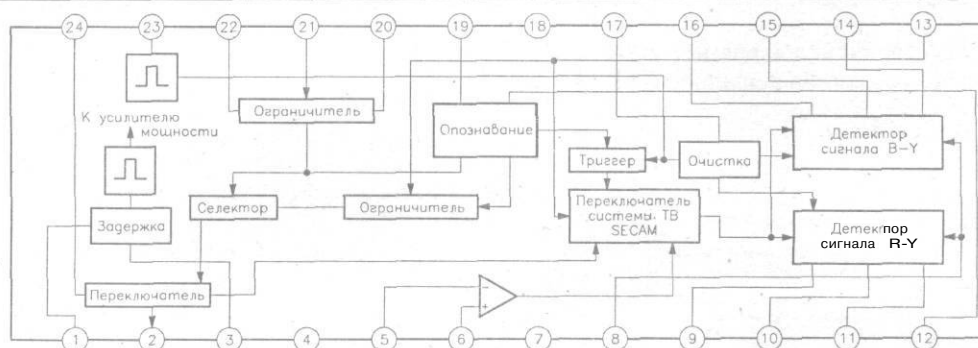 24 23 22 21 20 19 18 17 16 15 14 13
К усилителю
мощности
Ограничитель
Опознавание
Триггер
Очистка
Детектор
сигнала B-Y
Задержка
Селектор
Ограничитель
Переключатель
системы ТВ
SECAM
Детектор
сигнала R-Y
Переключатель
-
+
1 2 3 4 5 6 7 8 9 10 11 12